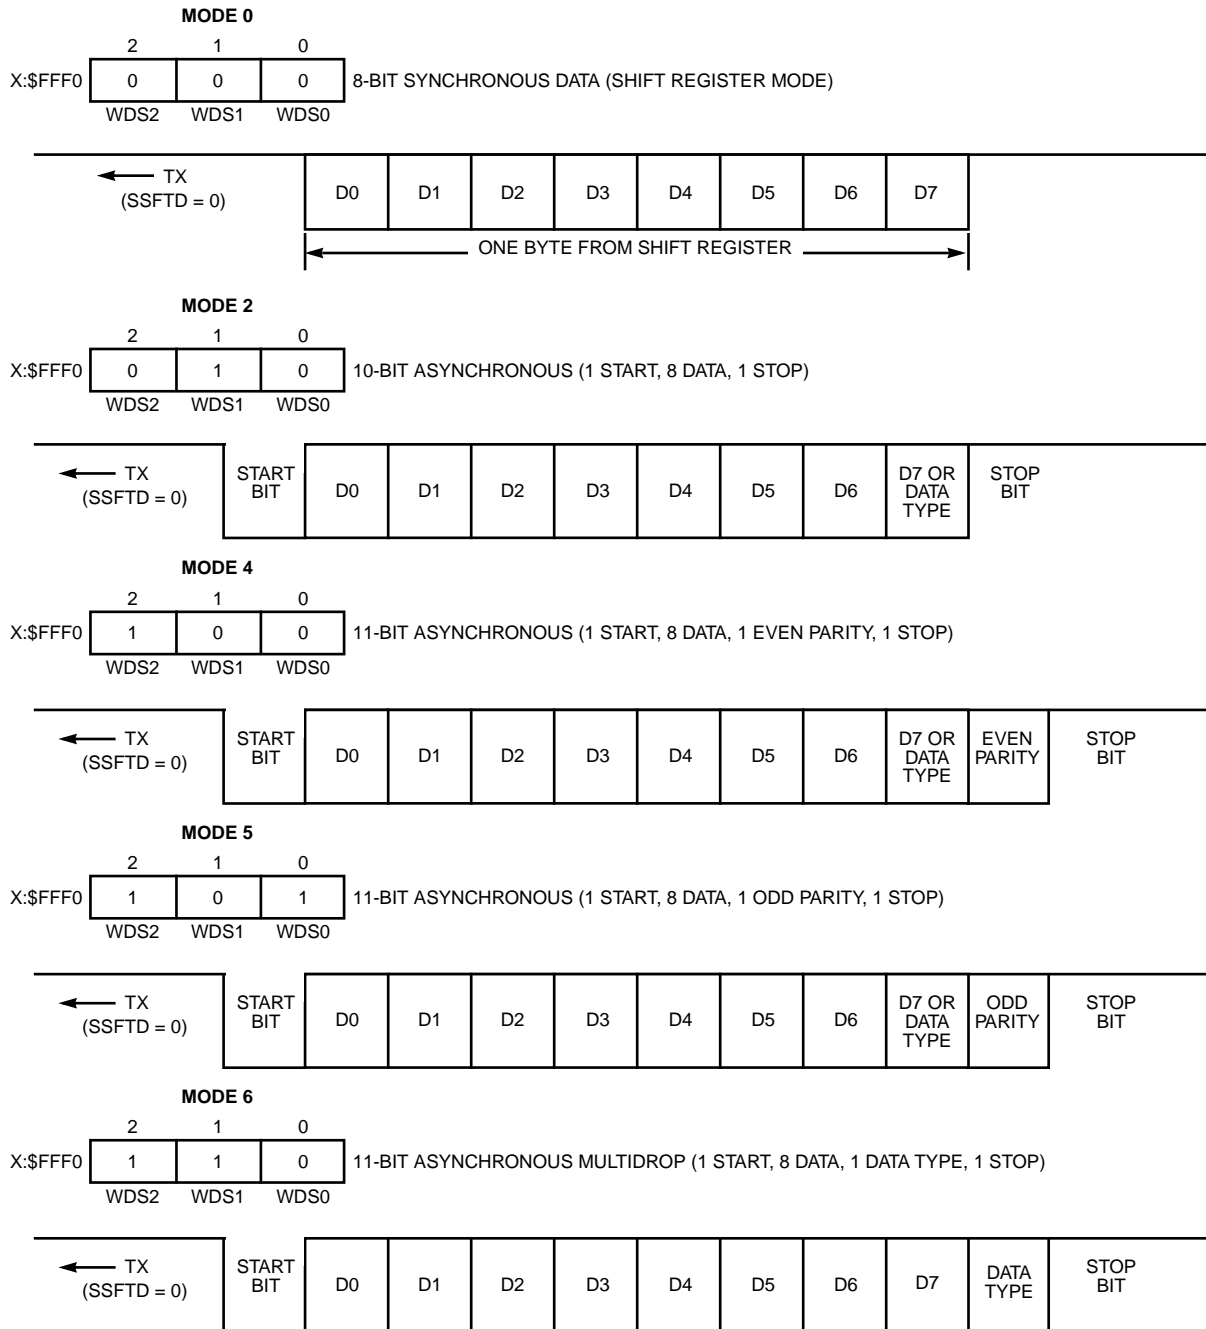 MODE 0
2 1 0
X:$FFF0 0 0 0 8-BIT SYNCHRONOUS DATA (SHIFT REGISTER MODE)
WDS2 WDS1 WDS0
TX
(SSFTD = 0)
D0 D1 D2 D3 D4 D5 D6 D7
ONE BYTE FROM SHIFT REGISTER
MODE 2
2 1 0
X:$FFF0 0 1 0 10-BIT ASYNCHRONOUS (1 START, 8 DATA, 1 STOP)
WDS2 WDS1 WDS0
TX
(SSFTD = 0)
START
BIT
D0 D1 D2 D3 D4 D5 D6
D7 OR
DATA
TYPE
STOP
BIT
MODE 4
2 1 0
X:$FFF0 1 0 0 11-BIT ASYNCHRONOUS (1 START, 8 DATA, 1 EVEN PARITY, 1 STOP)
WDS2 WDS1 WDS0
TX
(SSFTD = 0)
START
BIT
D0 D1 D2 D3 D4 D5 D6
D7 OR
DATA
TYPE
EVEN
PARITY
STOP
BIT
MODE 5
2 1 0
X:$FFF0 1 0 1 11-BIT ASYNCHRONOUS (1 START, 8 DATA, 1 ODD PARITY, 1 STOP)
WDS2 WDS1 WDS0
TX
(SSFTD = 0)
START
BIT
D0 D1 D2 D3 D4 D5 D6
D7 OR
DATA
TYPE
ODD
PARITY
STOP
BIT
MODE 6
2 1 0
X:$FFF0 1 1 0 11-BIT ASYNCHRONOUS MULTIDROP (1 START, 8 DATA, 1 DATA TYPE, 1 STOP)
WDS2 WDS1 WDS0
TX
(SSFTD = 0)
START
BIT
D0 D1 D2 D3 D4 D5 D6 D7
DATA
TYPE
STOP
BIT